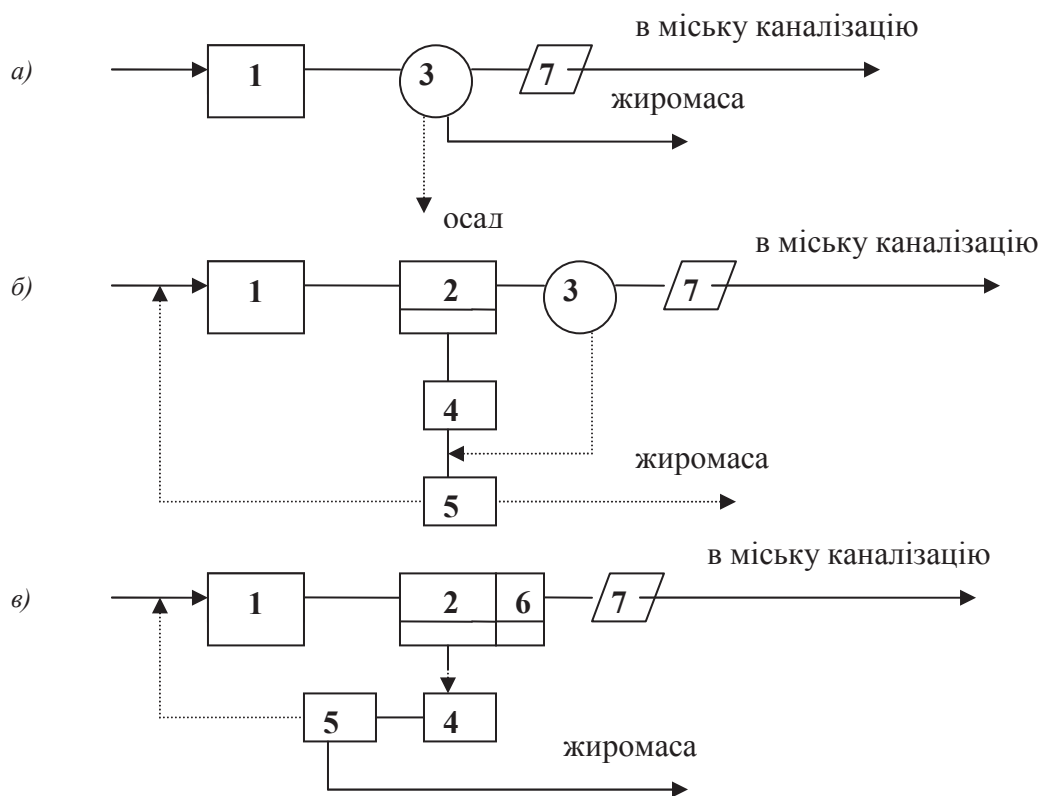 в міську каналізацію
а) 1 3 7
жиромаса
осад
в міську каналізацію
б) 1 2 3 7
4
жиромаса
5
в міську каналізацію
в) 1 2 6 7
5 4
жиромаса